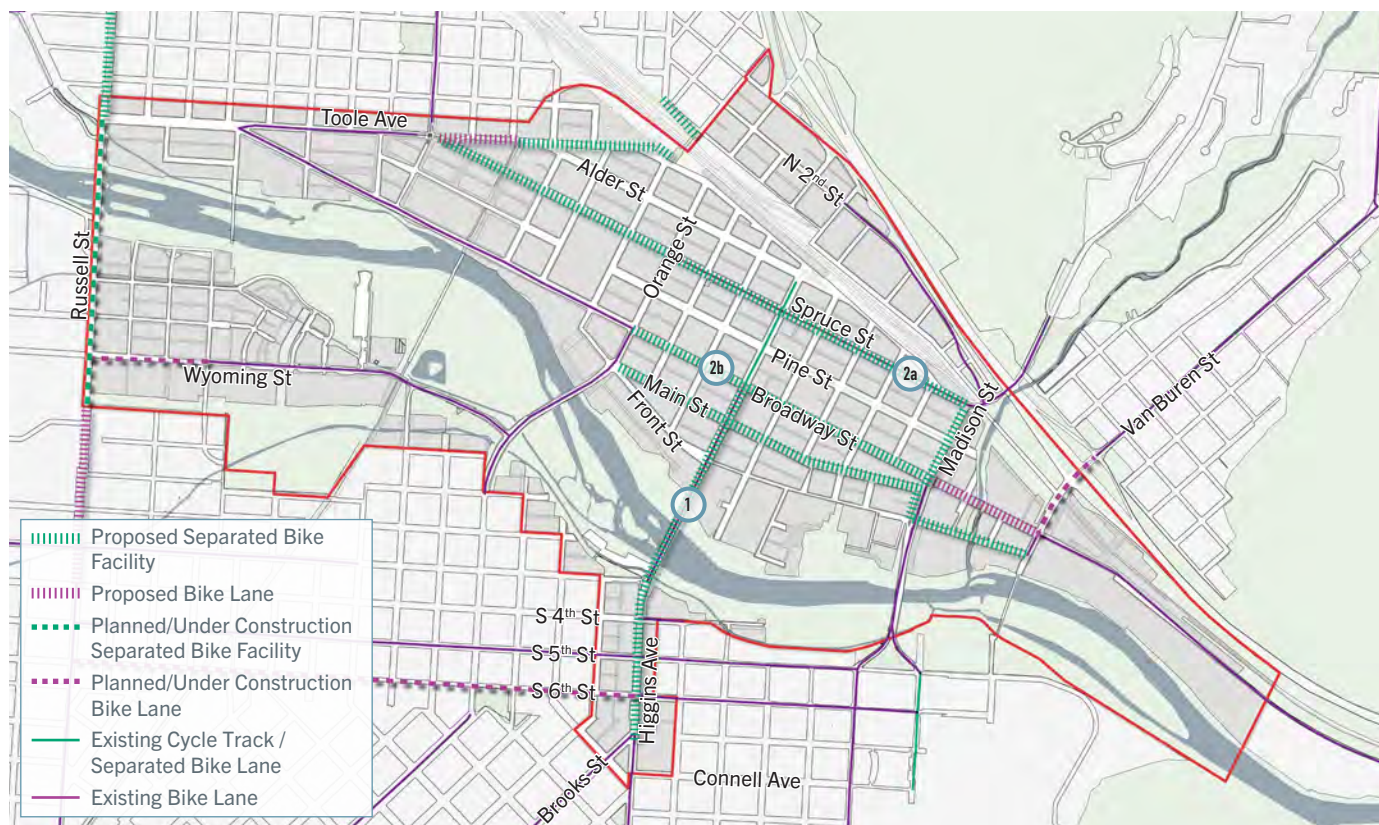 Toole Ave
Alder St
N 2nd St
Orange St
Russell St
Spruce St
2a
2b
Pine St
Wyoming St
Main St
Broadway St
Front St
Madison St
Van Buren St
1
Proposed Separated Bike
Facility
Proposed Bike Lane
Planned/Under Construction
Separated Bike Facility
Planned/Under Construction
Bike Lane
Existing Cycle Track /
Separated Bike Lane
Existing Bike Lane
S 4th St
S 5th St
S 6th St
Higgins Ave
Brooks St
Connell Ave